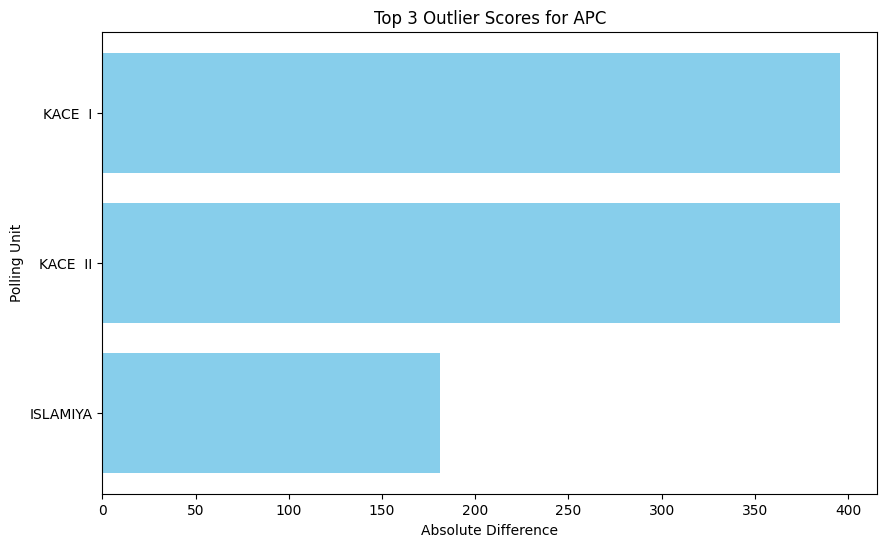 Top 3 Outlier Scores for APC
Polling Unit
KACE  I
KACE  II
ISLAMIYA
0 50 100 150 200 250 300 350 400
Absolute Difference